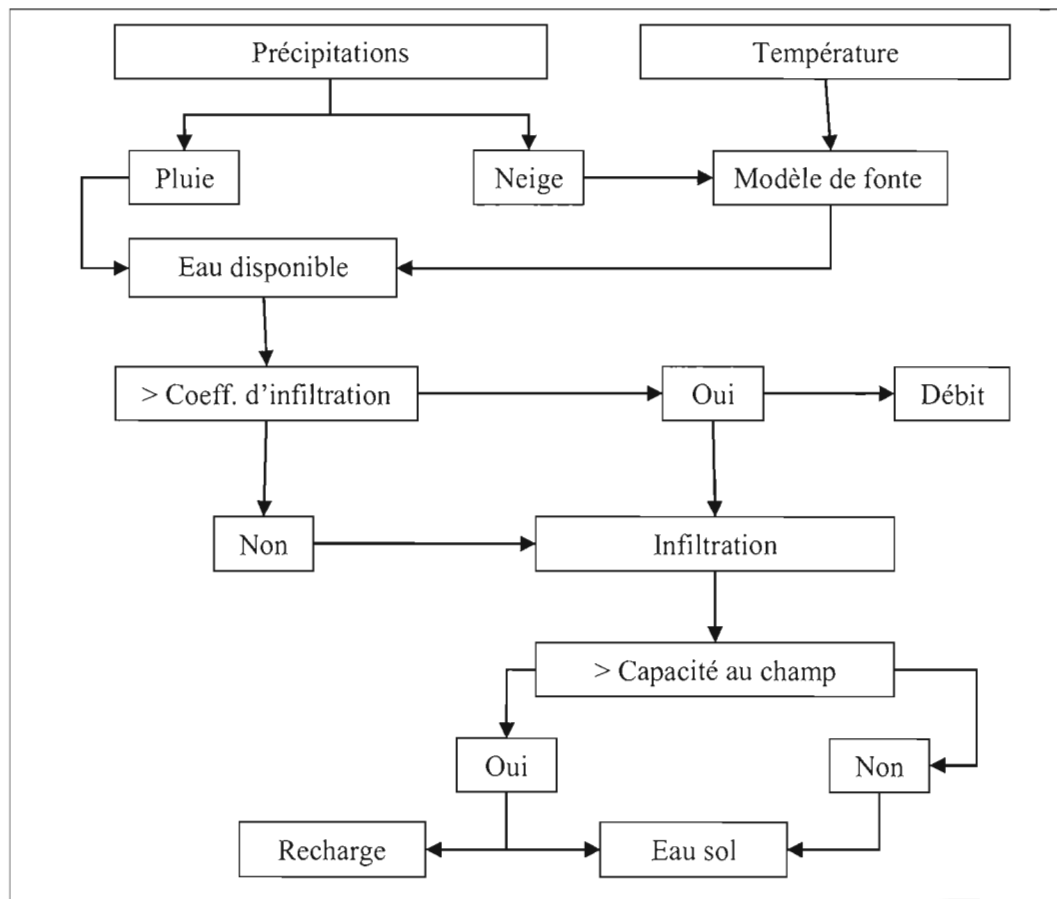 Précipitations
Température
Pluie
Neige
Modèle de fonte
Eau disponible
> Coeff. d'infiltration
Oui
Débit
Non
Infiltration
> Capacité au champ
Oui
Non
Recharge
Eau sol